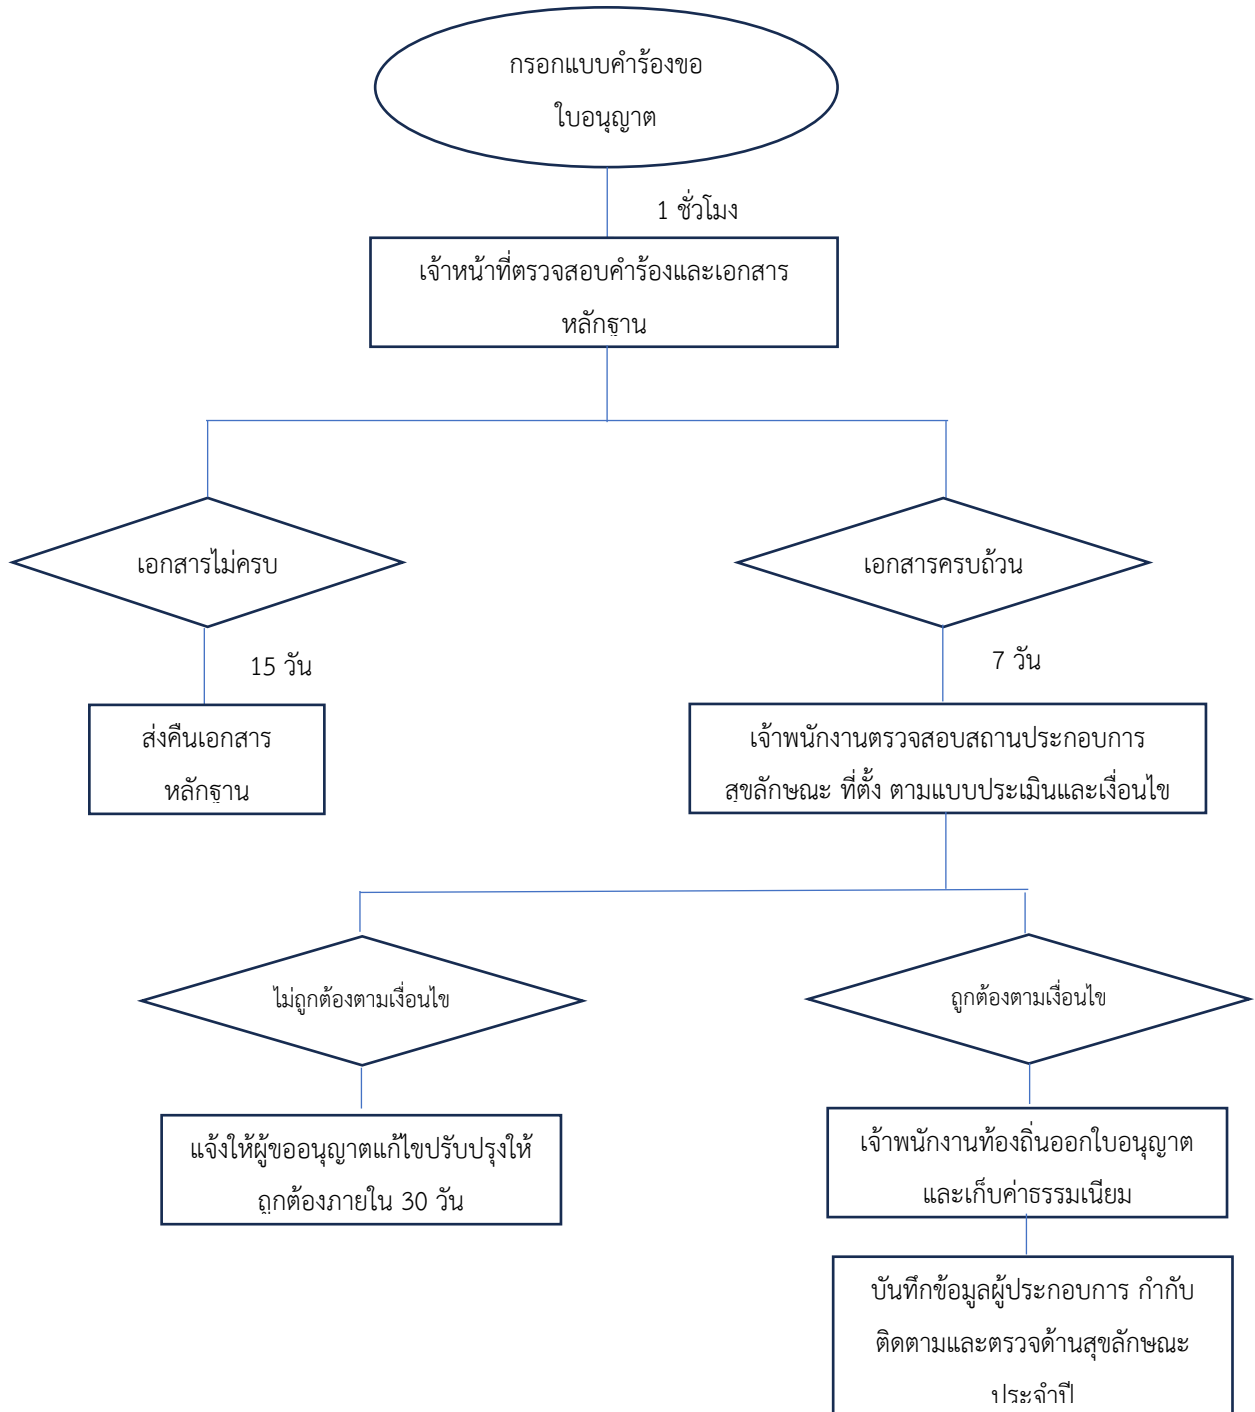 กรอกแบบคำร้องขอ
ใบอนุญาต
1 ชั่วโมง
เจ้าหน้าที่ตรวจสอบคำร้องและเอกสาร
หลักฐาน
เอกสารไม่ครบ
เอกสารครบถ้วน
15 วัน
7 วัน
ส่งคืนเอกสาร
หลักฐาน
เจ้าพนักงานตรวจสอบสถานประกอบการ
สุขลักษณะ ที่ตั้ง ตามแบบประเมินและเงื่อนไข
ไม่ถูกต้องตามเงื่อนไข
ถูกต้องตามเงื่อนไข
แจ้งให้ผู้ขออนุญาตแก้ไขปรับปรุงให้
ถูกต้องภายใน 30 วัน
เจ้าพนักงานท้องถิ่นออกใบอนุญาต
และเก็บค่าธรรมเนียม
บันทึกข้อมูลผู้ประกอบการ กำกับ
ติดตามและตรวจด้านสุขลักษณะ
ประจำปี